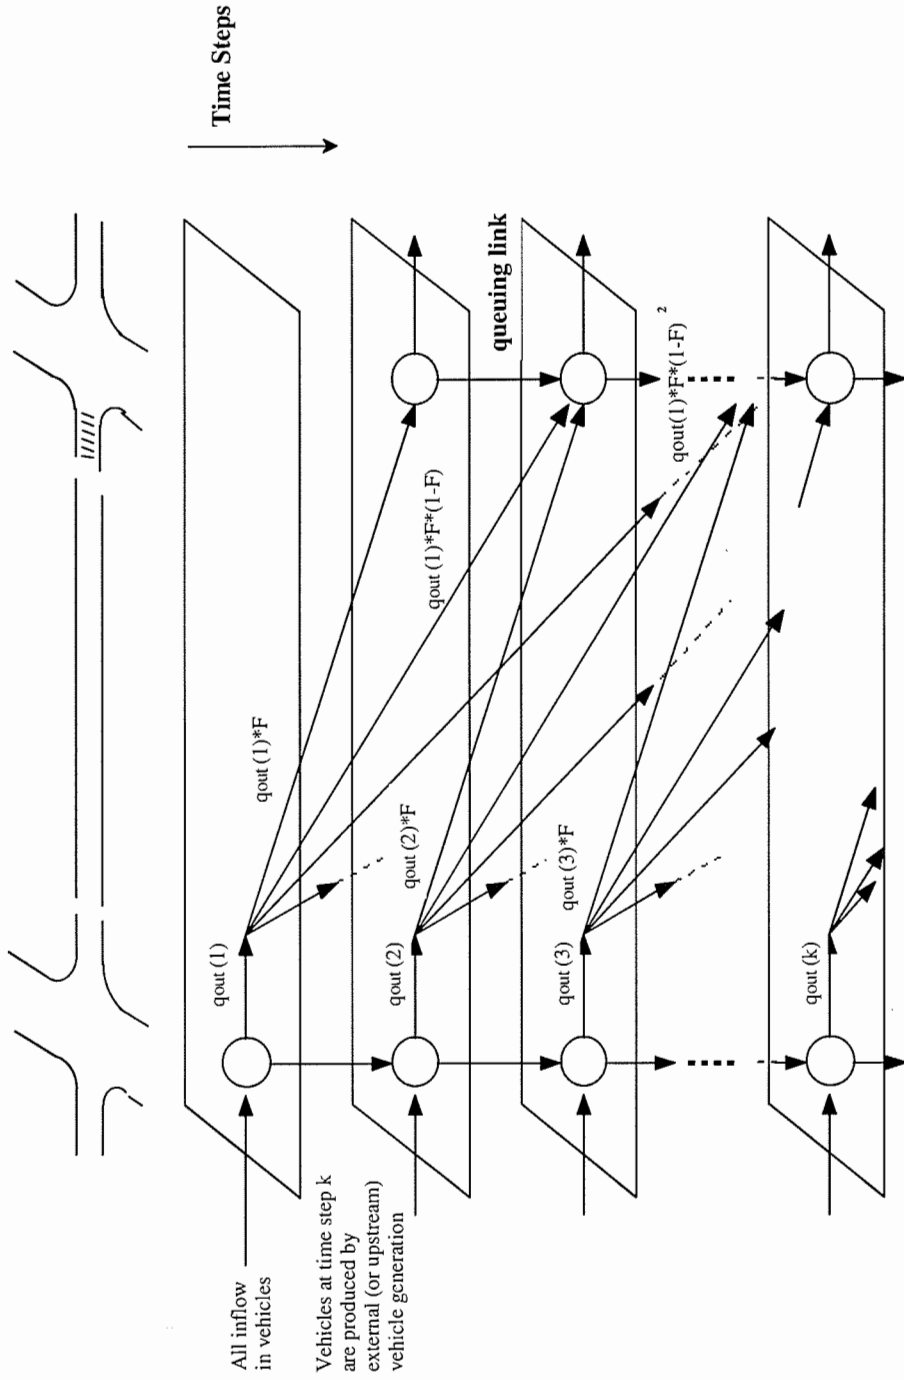 Time Steps
queuing link
qout (1)*F
qout (1)*F*(1-F)
qout(1)*F*(1-F)
2
qout (1)
qout (2)*F
qout (2)
qout (3)*F
qout (3)
qout (k)
All inflow
in vehicles
Vehicles at time step k
are produced by
external (or upstream)
vehicle generation